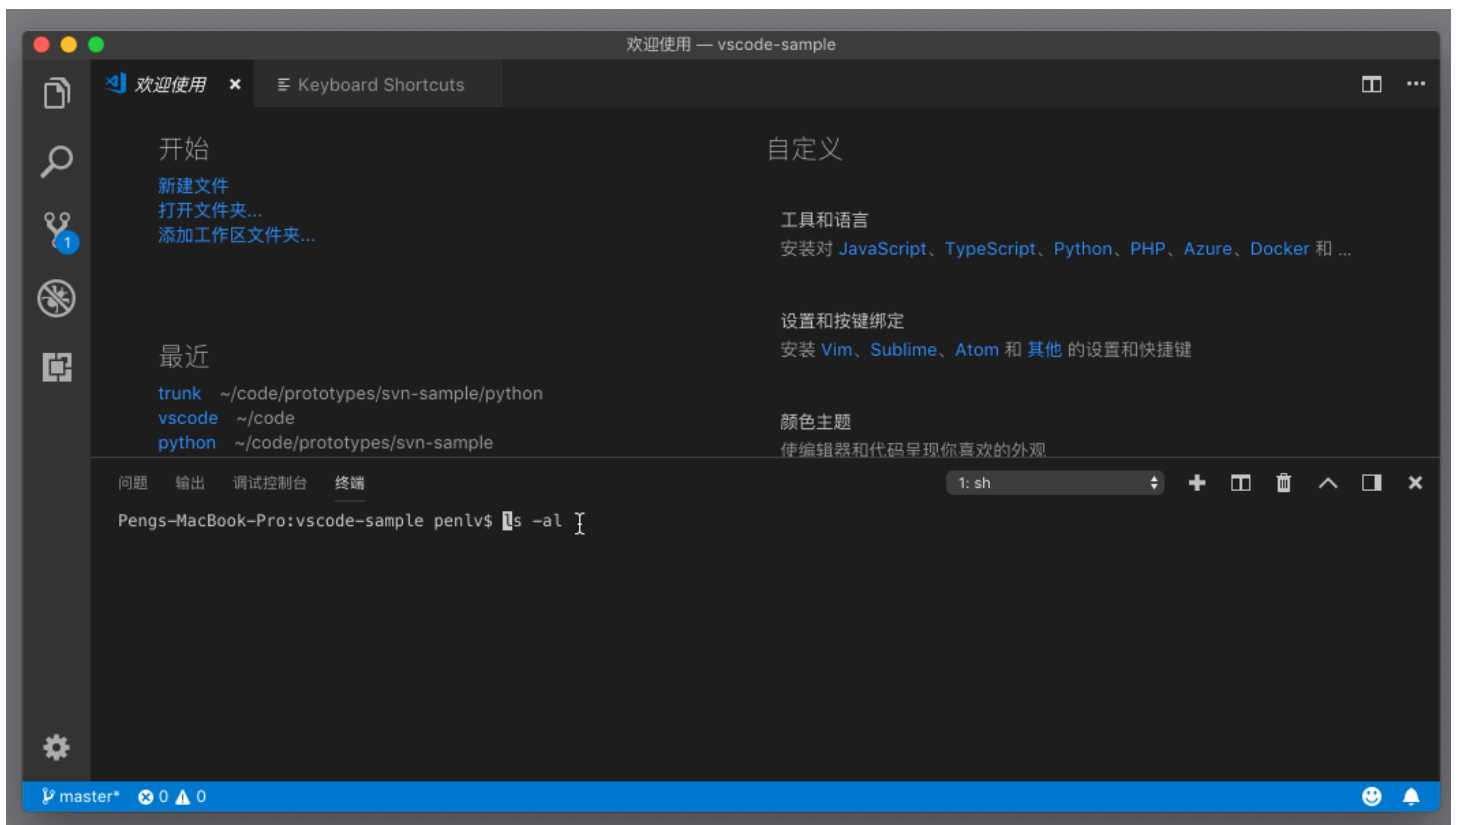 欢迎使用 — vscode-sample
欢迎使用
Keyboard Shortcuts
开始
新建文件
打开文件夹...
添加工作区文件夹...
最近
trunk ~/code/prototypes/svn-sample/python
vscode ~/code
python ~/code/prototypes/svn-sample
自定义
工具和语言
安装对 JavaScript、TypeScript、Python、PHP、Azure、Docker 和 ...
设置和按键绑定
安装 Vim、Sublime、Atom 和 其他 的设置和快捷键
颜色主题
使编辑器和代码呈现你喜欢的外观
1
问题 输出 调试控制台 终端
1: sh
Pengs-MacBook-Pro:vscode-sample penlv$ ls -al
master* 0 0